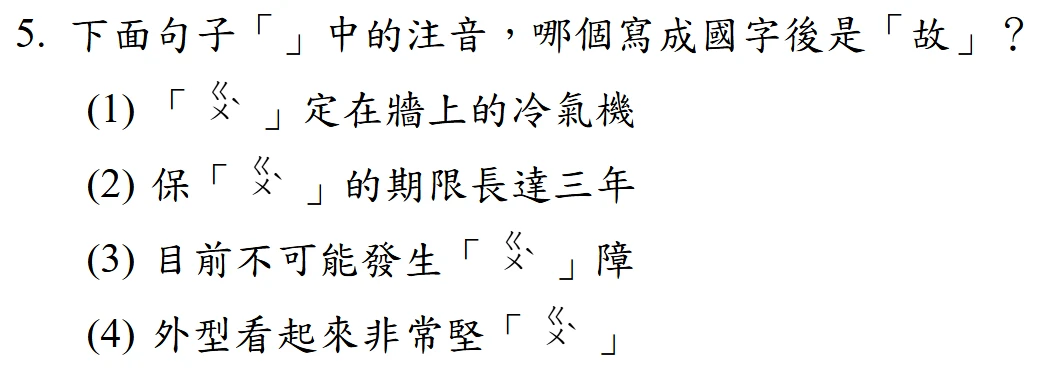 5. 下面句子「」中的注音，哪個寫成國字後是「故」？
(1) 「ㄍㄨˋ」定在牆上的冷氣機
(2) 保「ㄍㄨˋ」的期限長達三年
(3) 目前不可能發生「ㄍㄨˋ」障
(4) 外型看起來非常堅「ㄍㄨˋ」